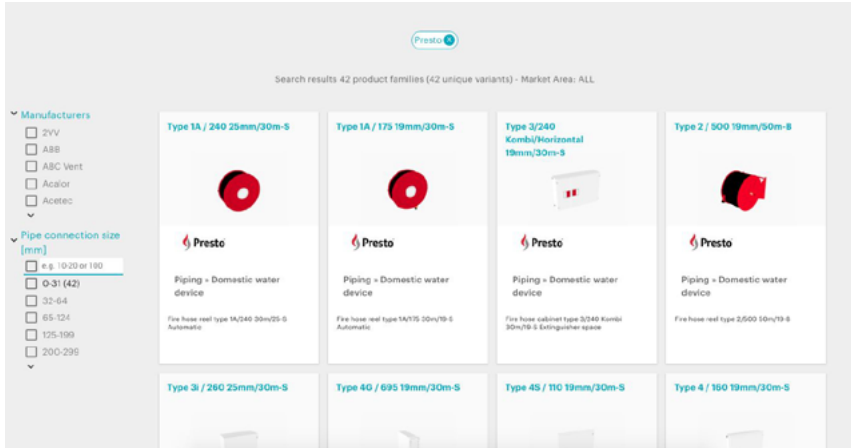 Presto
Search results 42 product families (42 unique variants) - Market Area: ALL
Manufacturers
2VV
ABB
ABC Vent
Acalor
Acetec
Pipe connection size
[mm]
e.g. 10-20 or 100
0-31 (42)
32-64
65-124
125-199
200-299
Type 1A / 240 25mm/30m-S
Presto
Piping » Domestic water
device
Fire hose reel type 1A/240 30m/25-S
Automatic
Type 1A / 175 19mm/30m-S
Presto
Piping » Domestic water
device
Fire hose reel type 1A/175 30m/19-S
Automatic
Type 3/240
Kombi/Horizontal
19mm/30m-S
Presto
Piping » Domestic water
device
Fire hose cabinet type 3/240 Kombi
30m/19-S Extinguisher space
Type 2 / 500 19mm/50m-B
Presto
Piping » Domestic water
device
Fire hose reel type 2/500 50m/19-B
Type 3i / 260 25mm/30m-S
Type 4G / 695 19mm/30m-S
Type 4S / 110 19mm/30m-S
Type 4 / 160 19mm/30m-S